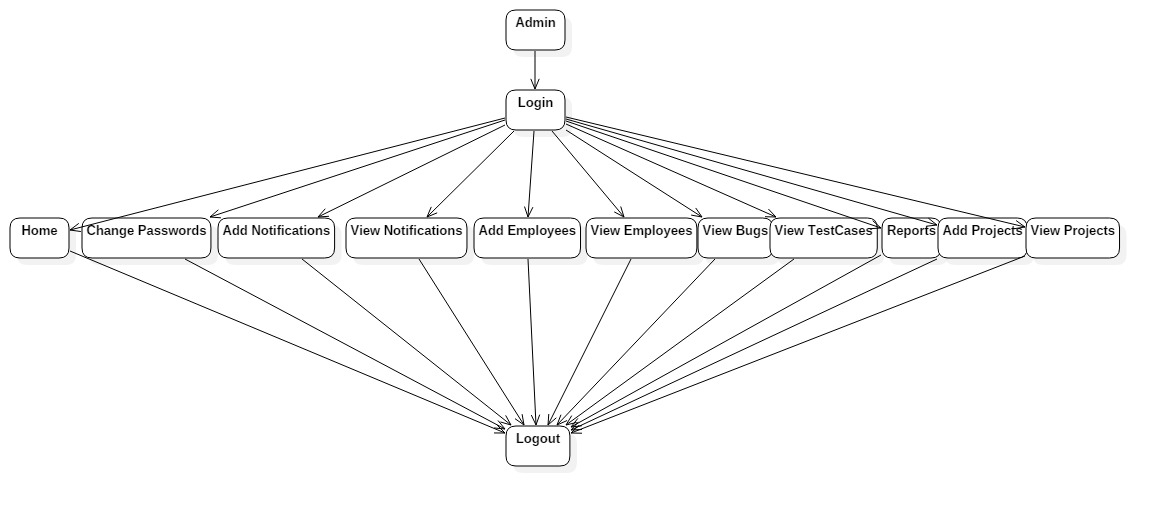 Admin
Login
Home
Change Passwords
Add Notifications
View Notifications
Add Employees
View Employees
View Bugs
View TestCases
Reports
Add Projects
View Projects
Logout